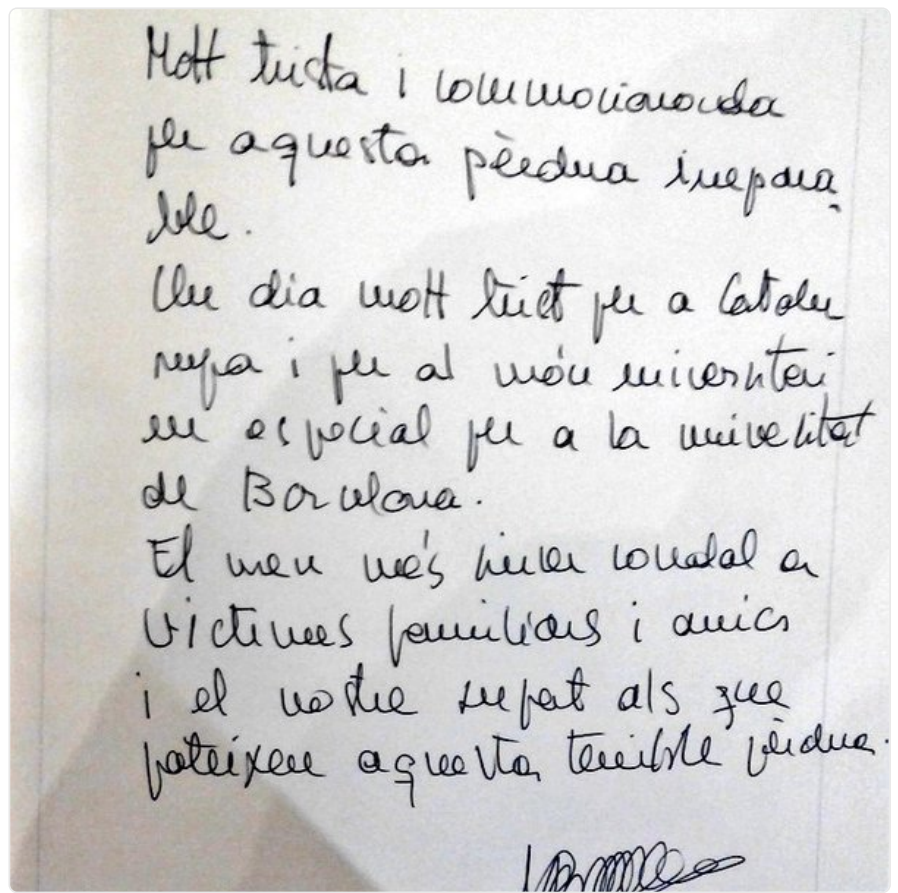 Molt trista i commocionada
per aquesta pèrdua irrepara
ble.
Un dia molt trist per a Catalu
nya i per al món universitari
en especial per a la univesitat
de Barcelona.
El meu més sincer condol a
víctimes familiars i amics
i el nostre suport als que
pateixen aquesta terrible pèrdua.